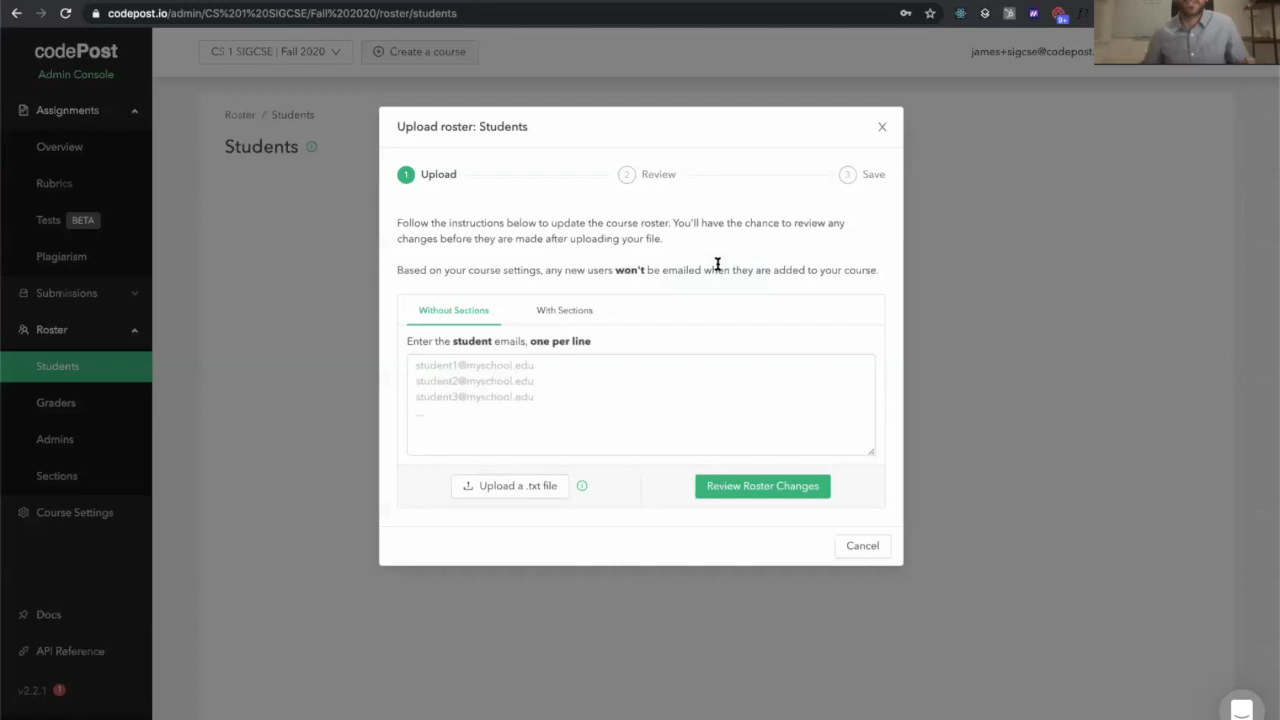 codepost.io/admin/CS%201%20SIGCSE/Fall%202020/roster/students
9+
codePost
Admin Console
CS 1 SIGCSE | Fall 2020
Create a course
james+sigcse@codepost.
Assignments
Overview
Rubrics
Tests BETA
Plagiarism
Submissions
Roster
Students
Graders
Admins
Sections
Course Settings
Docs
API Reference
v2.2.1
Roster / Students
Students
Upload roster: Students
1 Upload
2 Review
3 Save
Follow the instructions below to update the course roster. You'll have the chance to review any
changes before they are made after uploading your file.
Based on your course settings, any new users won't be emailed when they are added to your course.
Without Sections
With Sections
Enter the student emails, one per line
student1@myschool.edu
student2@myschool.edu
student3@myschool.edu
...
Upload a .txt file
Review Roster Changes
Cancel